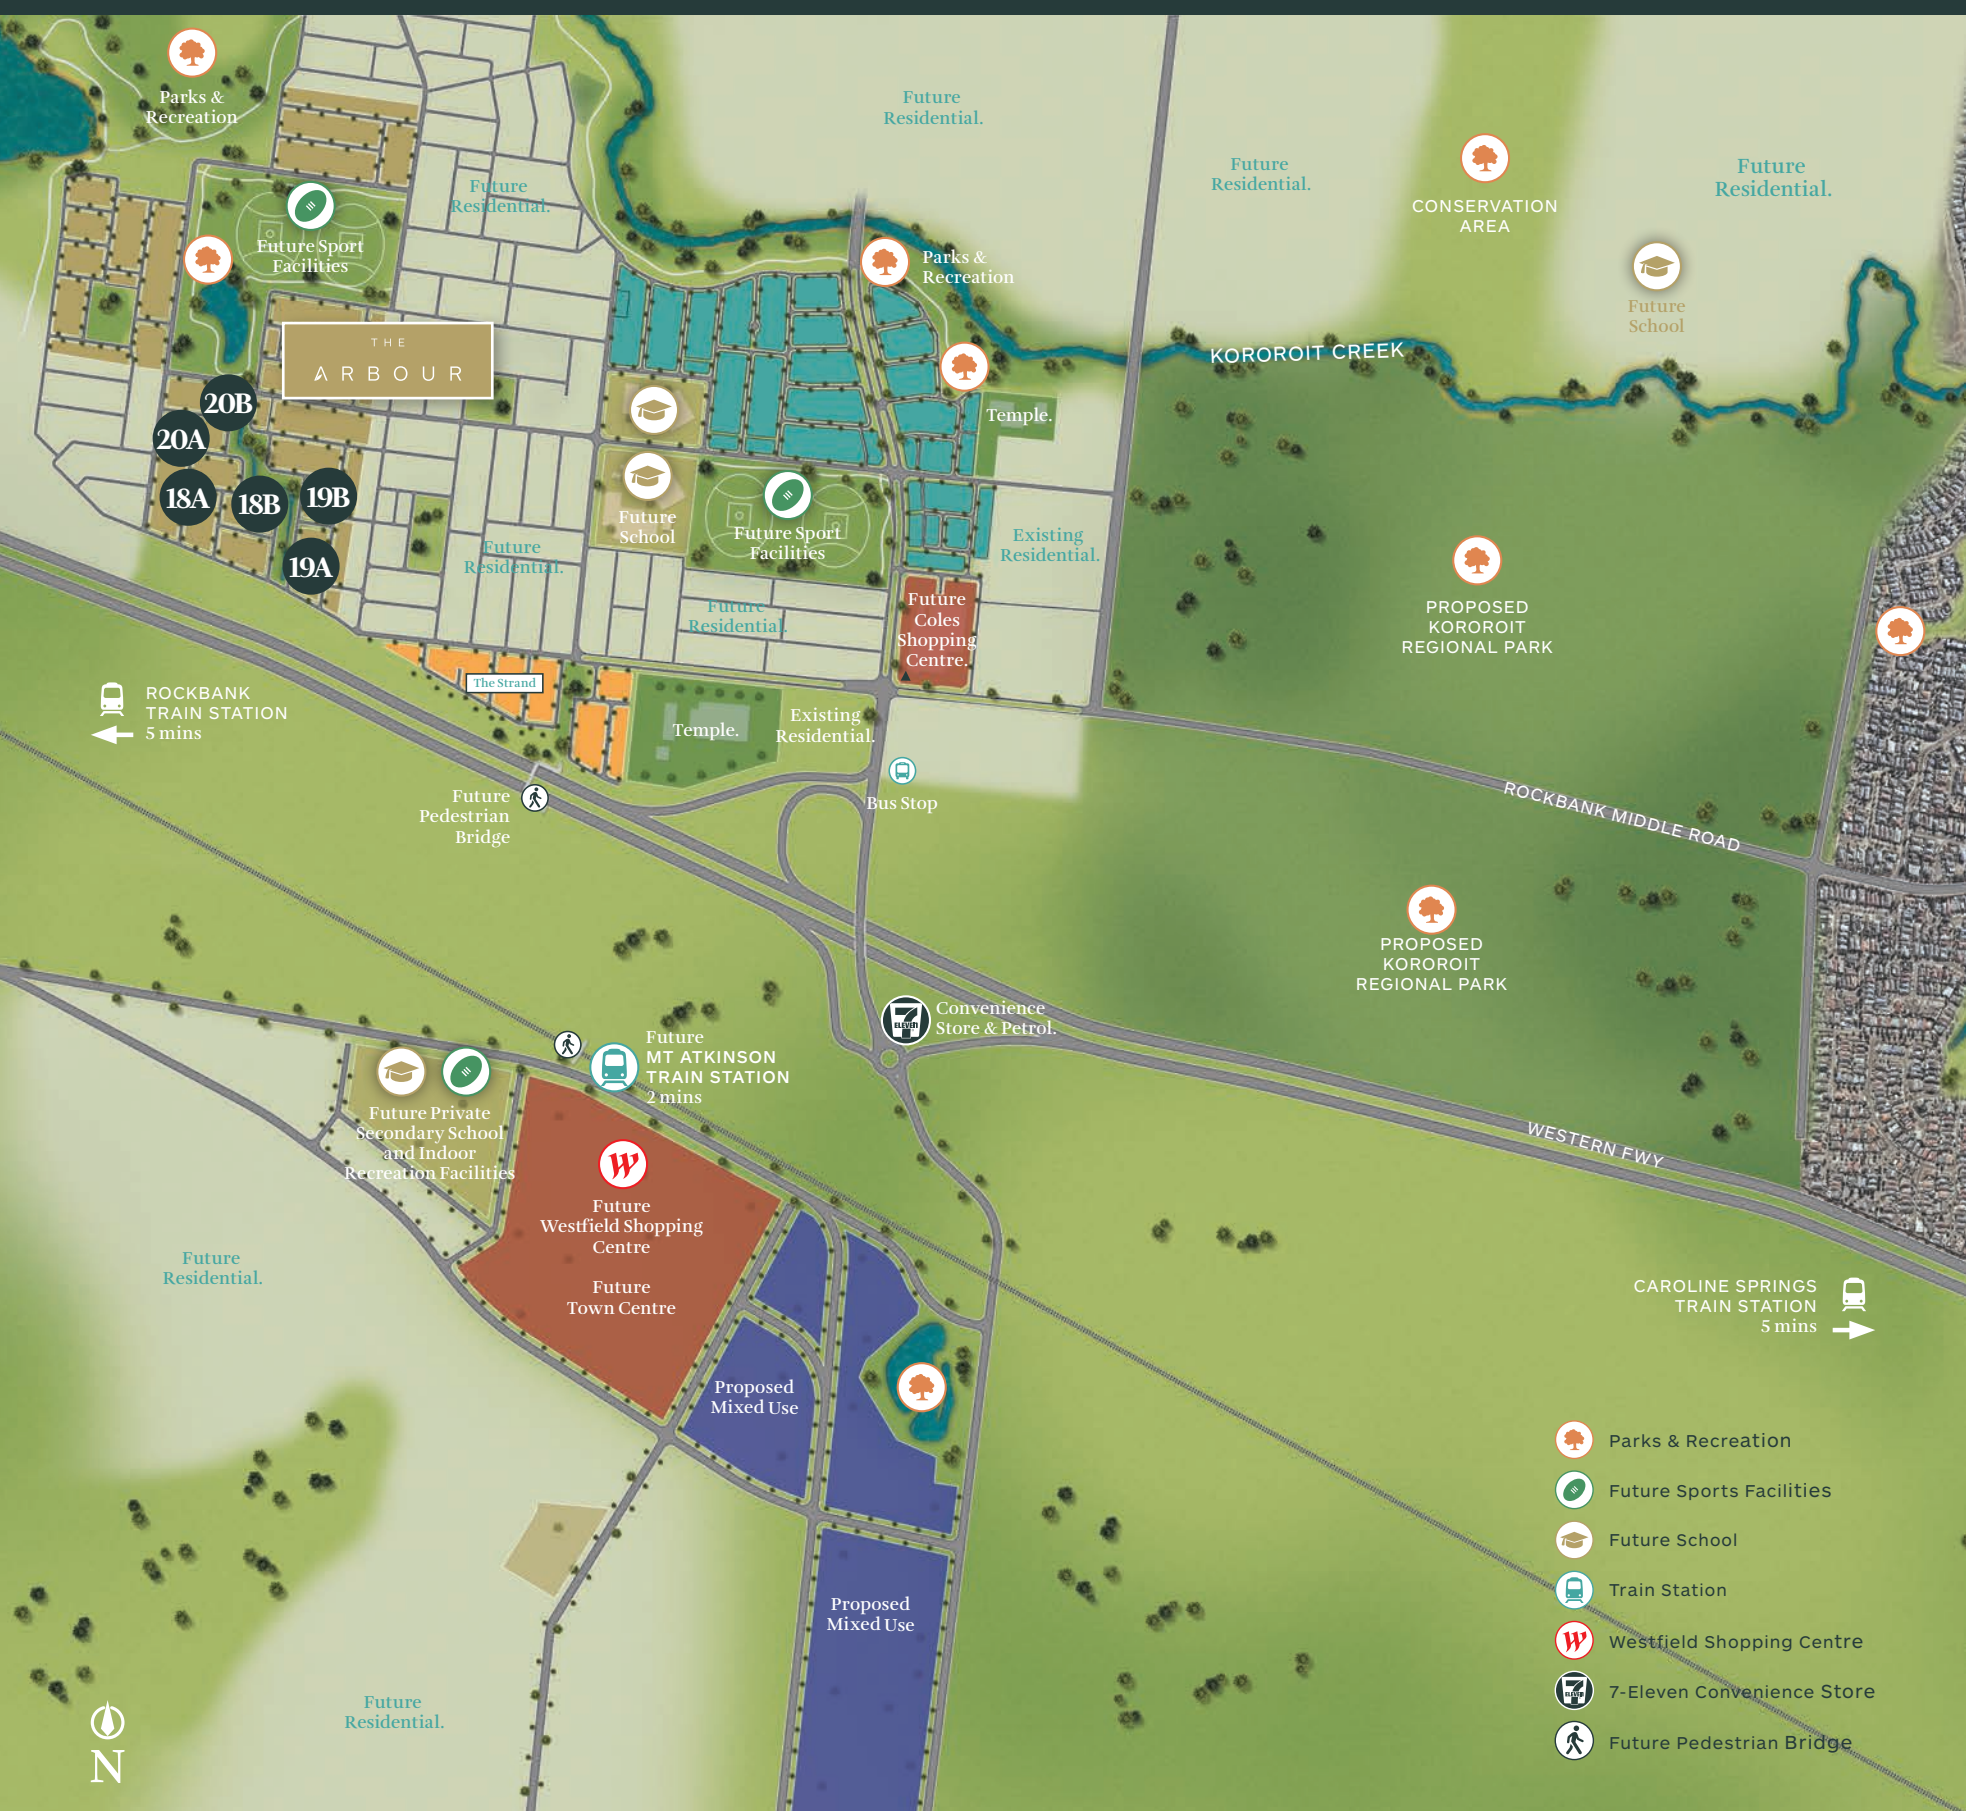 Parks &
Recreation
Future
Residential.
Future
Residential.
Future
Residential.
Future
Residential.
CONSERVATION
AREA
Future Sport
Facilities
Parks &
Recreation
Future
School
THE
ARBOUR
KOROROIT CREEK
20B
20A
18A
18B
19B
19A
Temple.
Future
School
Future Sport
Facilities
Existing
Residential.
Future
Residential.
Future
Residential.
Future
Coles
Shopping
Centre.
PROPOSED
KOROROIT
REGIONAL PARK
The Strand
ROCKBANK
TRAIN STATION
5 mins
Temple.
Existing
Residential.
Bus Stop
Future
Pedestrian
Bridge
ROCKBANK MIDDLE ROAD
PROPOSED
KOROROIT
REGIONAL PARK
7
ELEVEN
Convenience
Store & Petrol.
Future
MT ATKINSON
TRAIN STATION
2 mins
Future Private
Secondary School
and Indoor
Recreation Facilities
WESTERN FWY
W
Future
Westfield Shopping
Centre
Future
Town Centre
Future
Residential.
CAROLINE SPRINGS
TRAIN STATION
5 mins
Proposed
Mixed Use
Proposed
Mixed Use
Future
Residential.
N
Parks & Recreation
Future Sports Facilities
Future School
Train Station
W
Westfield Shopping Centre
7
ELEVEN
7-Eleven Convenience Store
Future Pedestrian Bridge